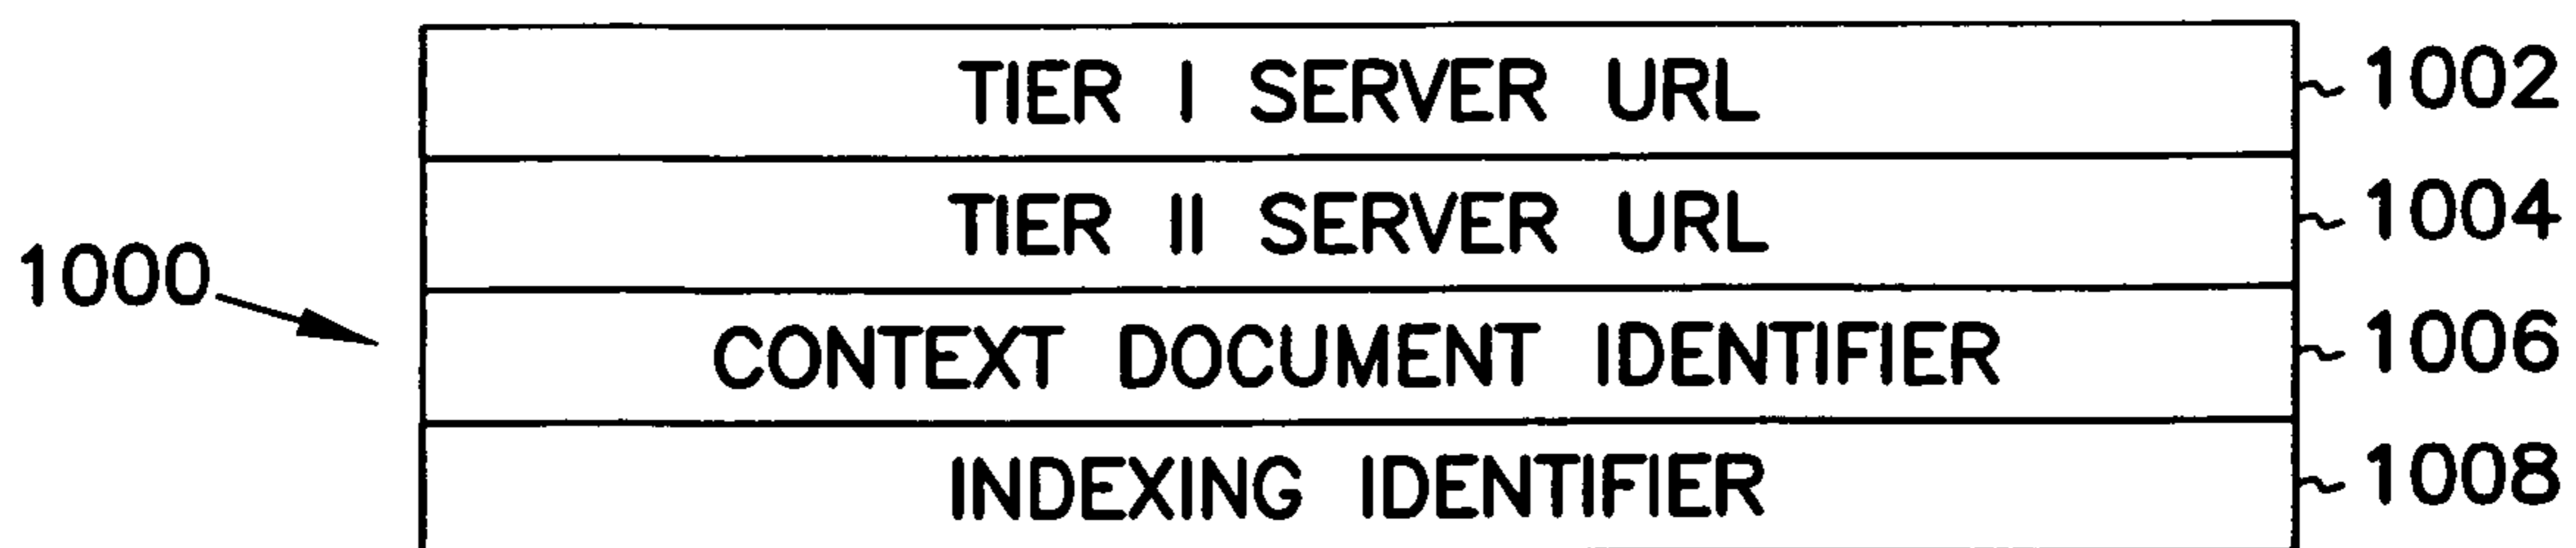 TIER I SERVER URL 1002
TIER II SERVER URL 1004
1000
CONTEXT DOCUMENT IDENTIFIER 1006
INDEXING IDENTIFIER 1008